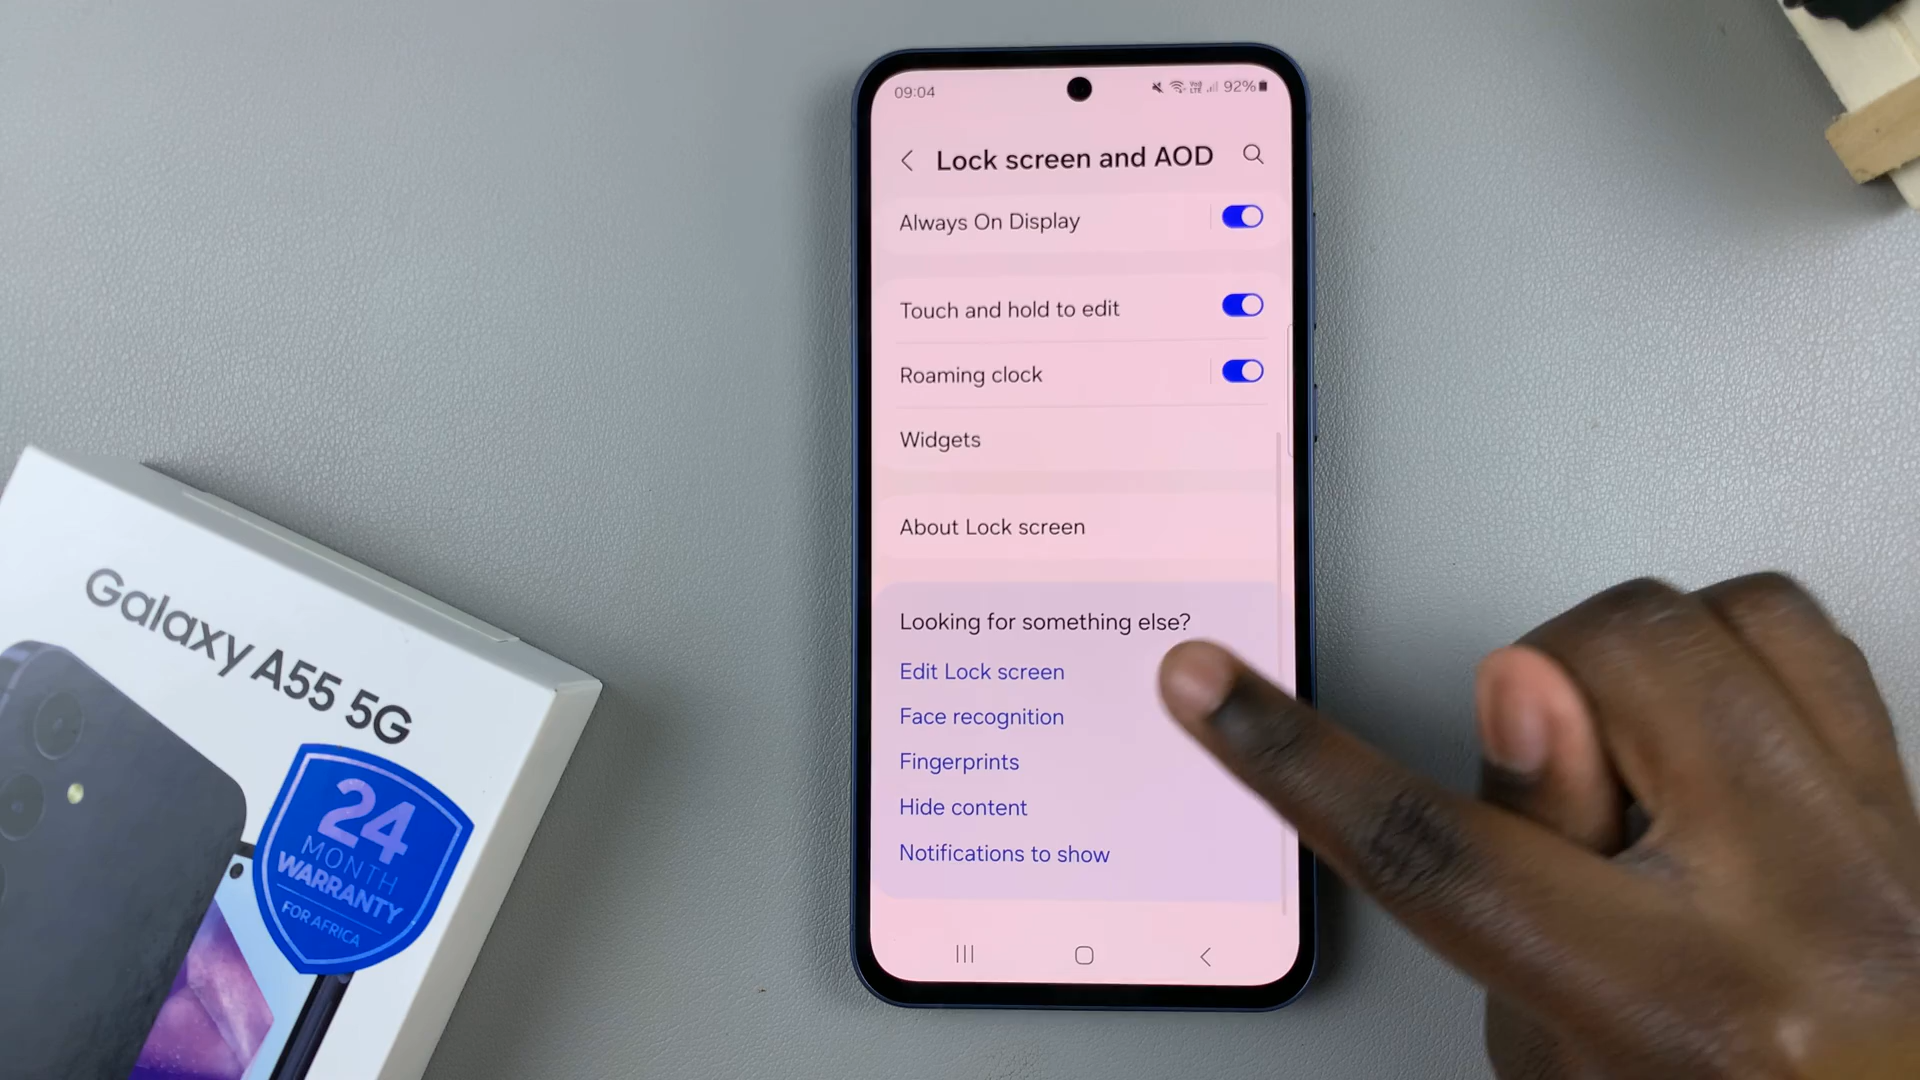 09:04
Vo)) LTE 92%
Lock screen and AOD
Always On Display
Touch and hold to edit
Roaming clock
Widgets
About Lock screen
Looking for something else?
Edit Lock screen
Face recognition
Fingerprints
Hide content
Notifications to show
Galaxy A55 5G
24
MONTH
WARRANTY
FOR AFRICA